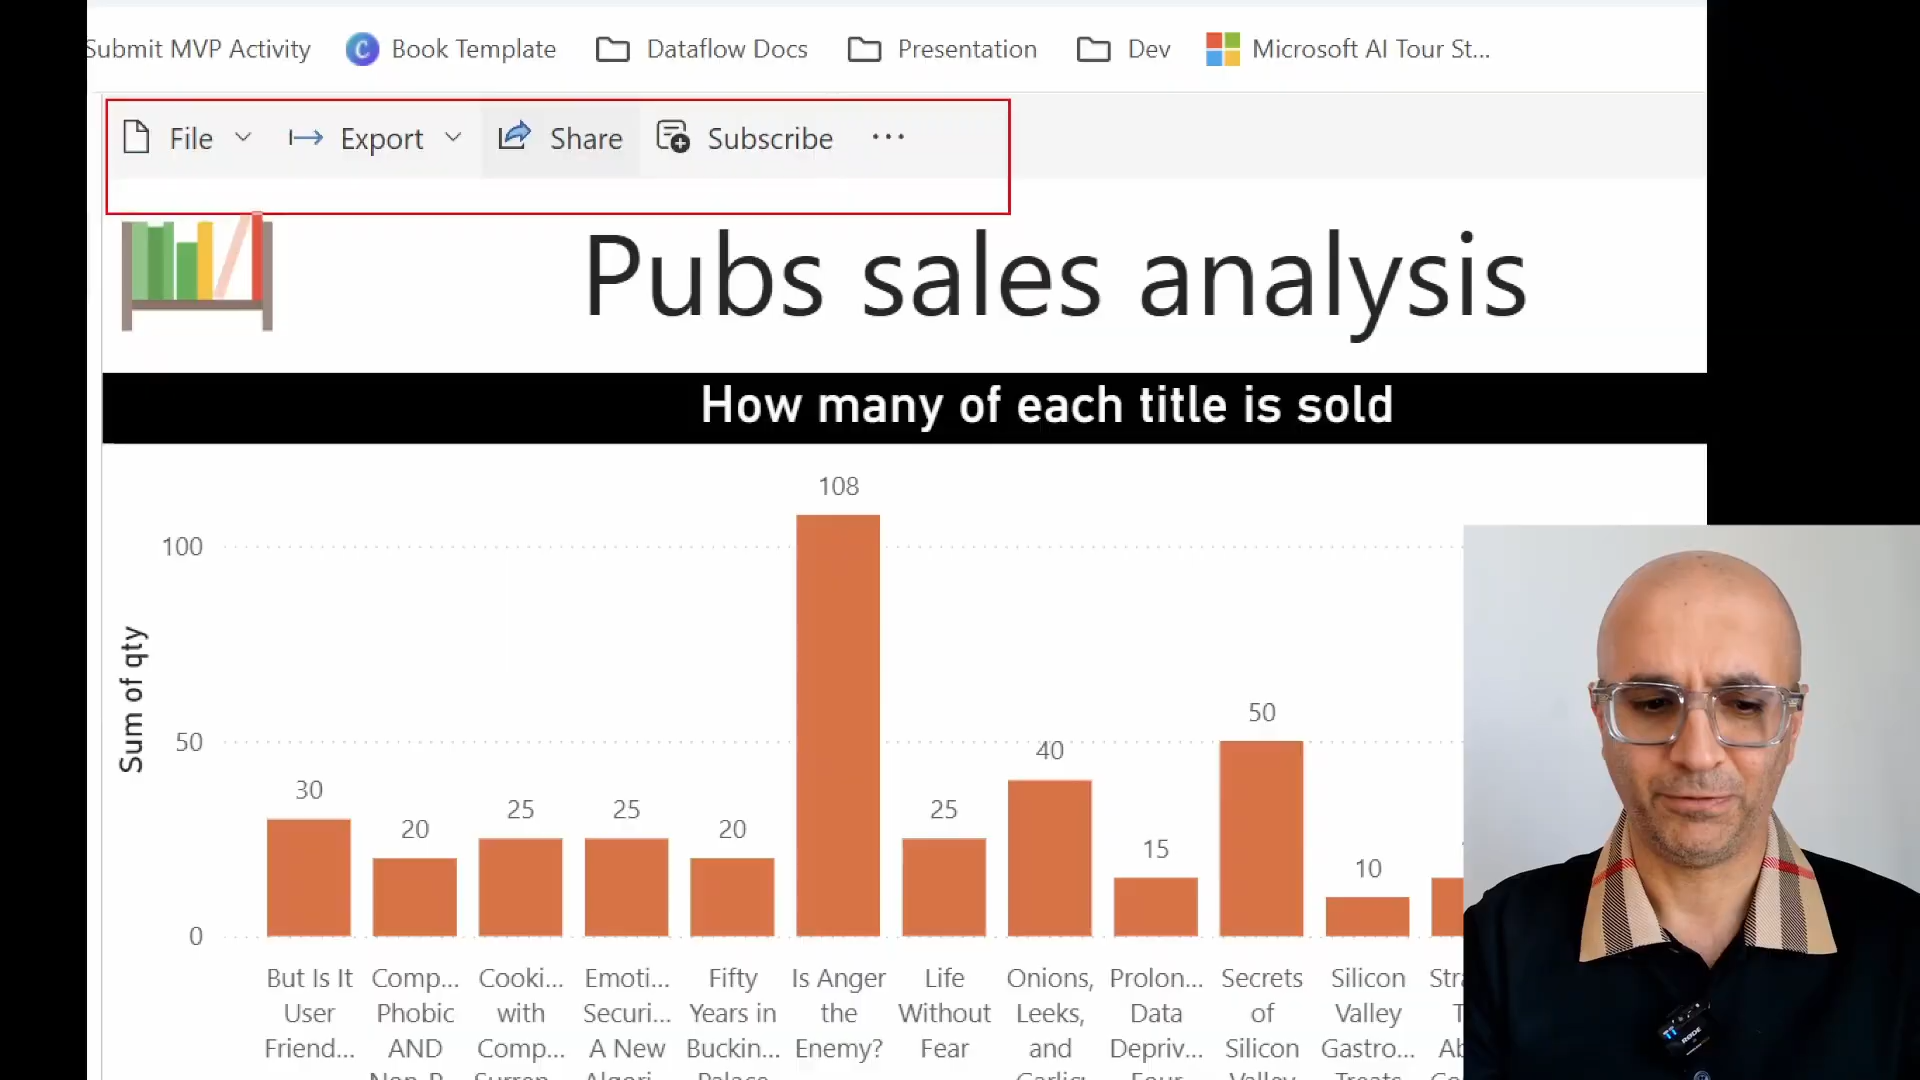 Submit MVP Activity C Book Template Dataflow Docs Presentation Dev Microsoft AI Tour St...
File Export Share Subscribe ...
Pubs sales analysis
How many of each title is sold
108
100
50
50
40
30
25
25
25
20
20
15
10
0
Sum of qty
But Is It User Friend...
Comp... Phobic AND
Cooki... with Comp...
Emoti... Securi... A New
Fifty Years in Buckin...
Is Anger the Enemy?
Life Without Fear
Onions, Leeks, and
Prolon... Data Depriv...
Secrets of Silicon Valley
Silicon Valley Gastro... Treats
RØDE